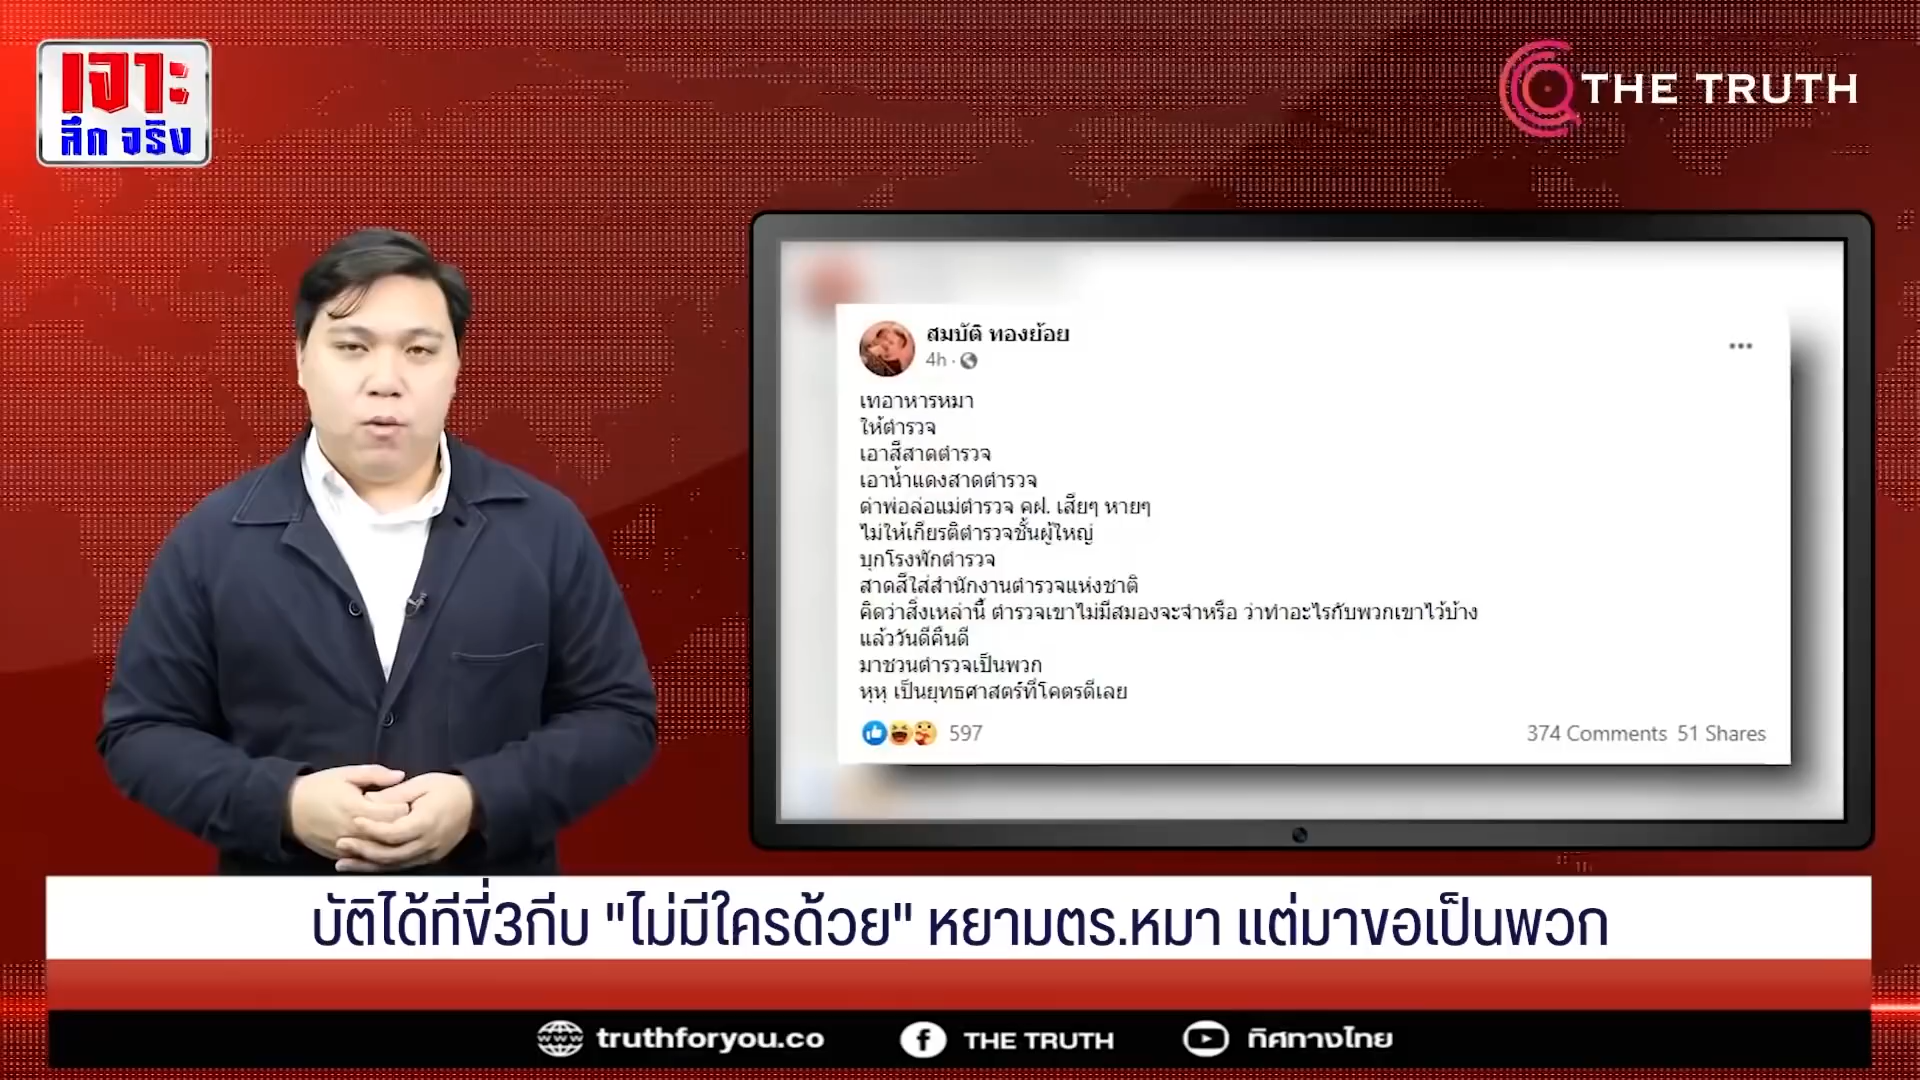 เจาะ
ลึก จริง
THE TRUTH
สมบัติ ทองย้อย
4h ·
เทอาหารหมา
ให้ตำรวจ
เอาสีสาดตำรวจ
เอาน้ำแดงสาดตำรวจ
ด่าพ่อล่อแม่ตำรวจ คฝ. เสียๆ หายๆ
ไม่ให้เกียรติตำรวจชั้นผู้ใหญ่
บุกโรงพักตำรวจ
สาดสีใส่สำนักงานตำรวจแห่งชาติ
คิดว่าสิ่งเหล่านี้ ตำรวจเขาไม่มีสมองจะจำหรือ ว่าทำอะไรกับพวกเขาไว้บ้าง
แล้ววันดีคืนดี
มาชวนตำรวจเป็นพวก
หุหุ เป็นยุทธศาสตร์ที่โคตรดีเลย
597
374 Comments 51 Shares
บัติได้ทีขี่3กีบ "ไม่มีใครด้วย" หยามตร.หมา แต่มาขอเป็นพวก
truthforyou.co
THE TRUTH
ทิศทางไทย